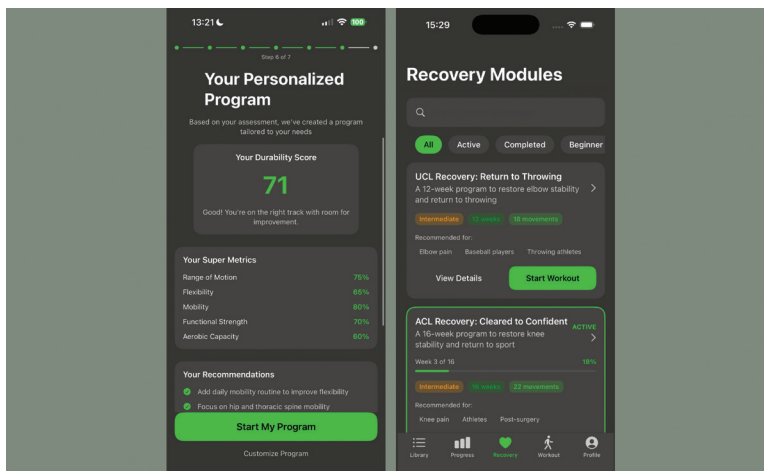 13:21
100
Step 6 of 7
Your Personalized
Program
Based on your assessment, we've created a program
tailored to your needs
Your Durability Score
71
Good! You're on the right track with room for
improvement.
Your Super Metrics
Range of Motion 75%
Flexibility 65%
Mobility 80%
Functional Strength 70%
Aerobic Capacity 60%
Your Recommendations
Add daily mobility routine to improve flexibility
Focus on hip and thoracic spine mobility
Start My Program
Customize Program
15:29
Recovery Modules
All Active Completed Beginner
UCL Recovery: Return to Throwing
A 12-week program to restore elbow stability
and return to throwing
Intermediate 12 weeks 18 movements
Recommended for:
Elbow pain Baseball players Throwing athletes
View Details Start Workout
ACL Recovery: Cleared to Confident ACTIVE
A 16-week program to restore knee
stability and return to sport
Week 3 of 16 18%
Intermediate 16 weeks 22 movements
Recommended for:
Knee pain Athletes Post-surgery
Library Progress Recovery Workout Profile